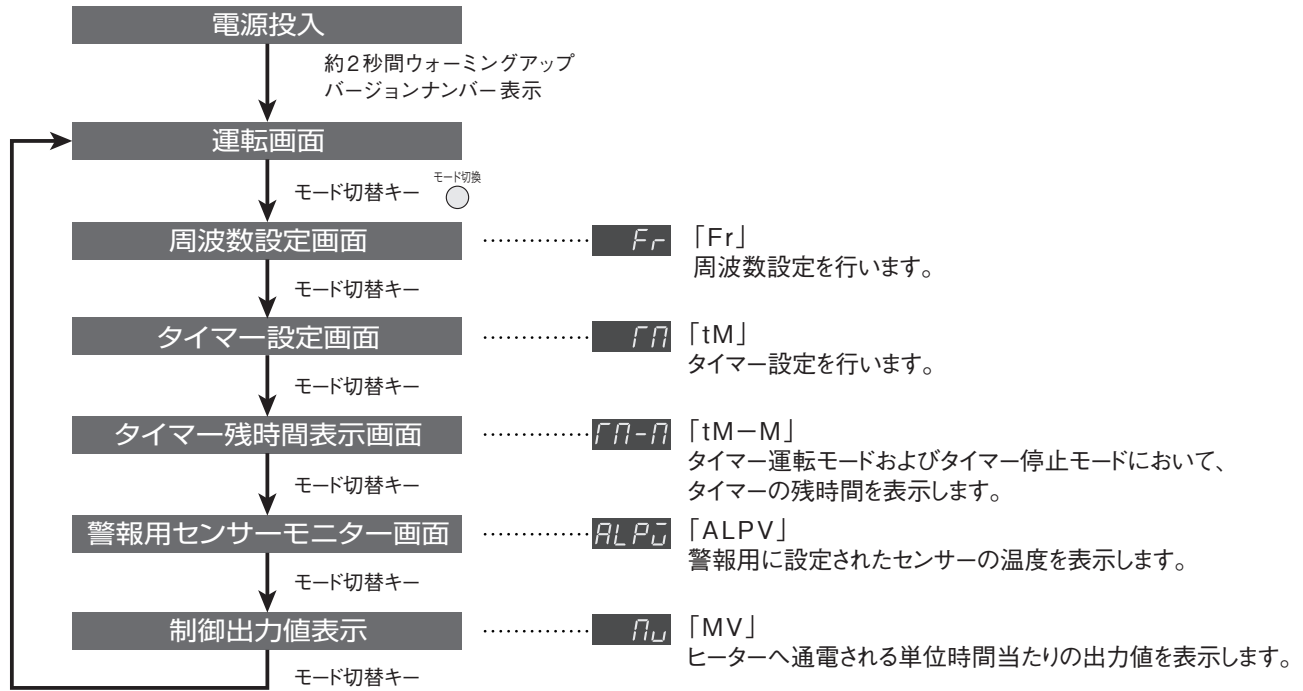 電源投入
約2秒間ウォーミングアップ
バージョンナンバー表示
運転画面
モード切替キー
モード切換
周波数設定画面
Fr
「Fr」
周波数設定を行います。
モード切替キー
タイマー設定画面
tM
「tM」
タイマー設定を行います。
モード切替キー
タイマー残時間表示画面
tM-M
「tM−M」
タイマー運転モードおよびタイマー停止モードにおいて、
タイマーの残時間を表示します。
モード切替キー
警報用センサーモニター画面
ALPV
「ALPV」
警報用に設定されたセンサーの温度を表示します。
モード切替キー
制御出力値表示
MV
「MV」
ヒーターへ通電される単位時間当たりの出力値を表示します。
モード切替キー